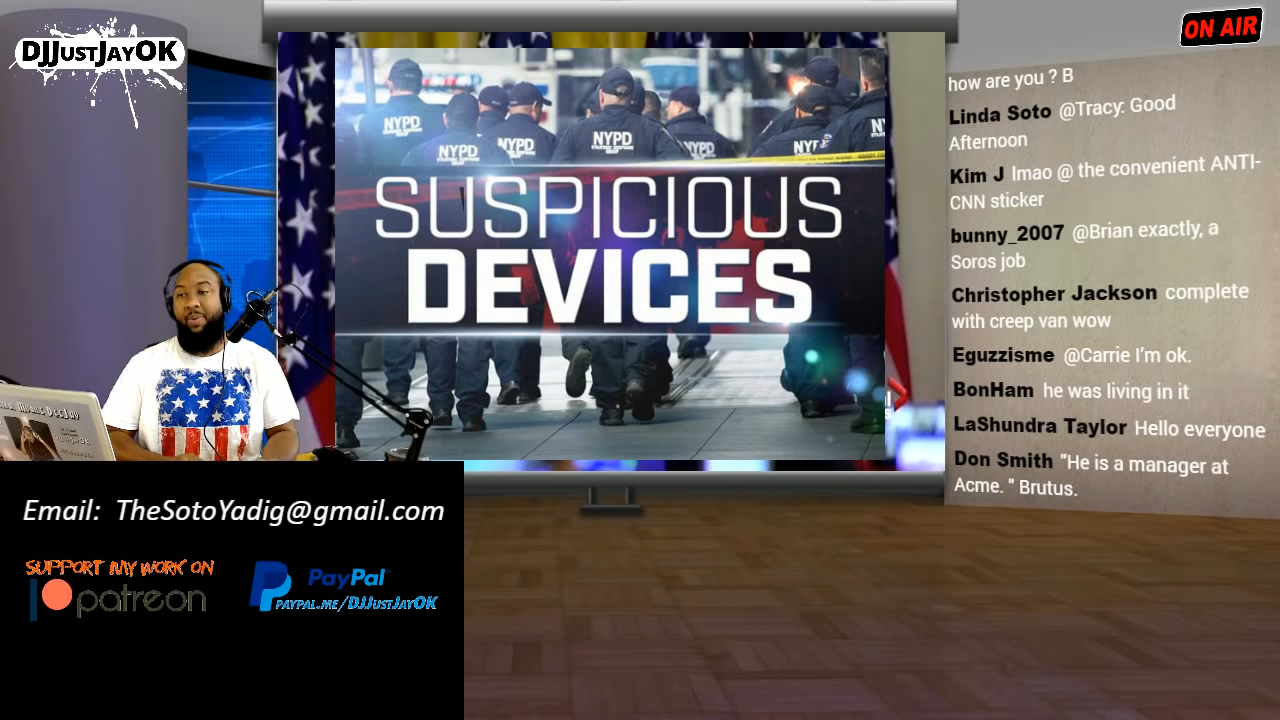 DJJustJayOK
ON AIR
NYPD
NYPD
NYPD
NYPD
NYPD
SUSPICIOUS
DEVICES
how are you ? B
Linda Soto @Tracy: Good
Afternoon
Kim J lmao @ the convenient ANTI-
CNN sticker
bunny_2007 @Brian exactly, a
Soros job
Christopher Jackson complete
with creep van wow
Eguzzisme @Carrie I'm ok.
BonHam he was living in it
LaShundra Taylor Hello everyone
Don Smith "He is a manager at
Acme. " Brutus.
Email: TheSotoYadig@gmail.com
SUPPORT MY WORK ON
patreon
PayPal
PAYPAL.ME/DJJUSTJAYOK